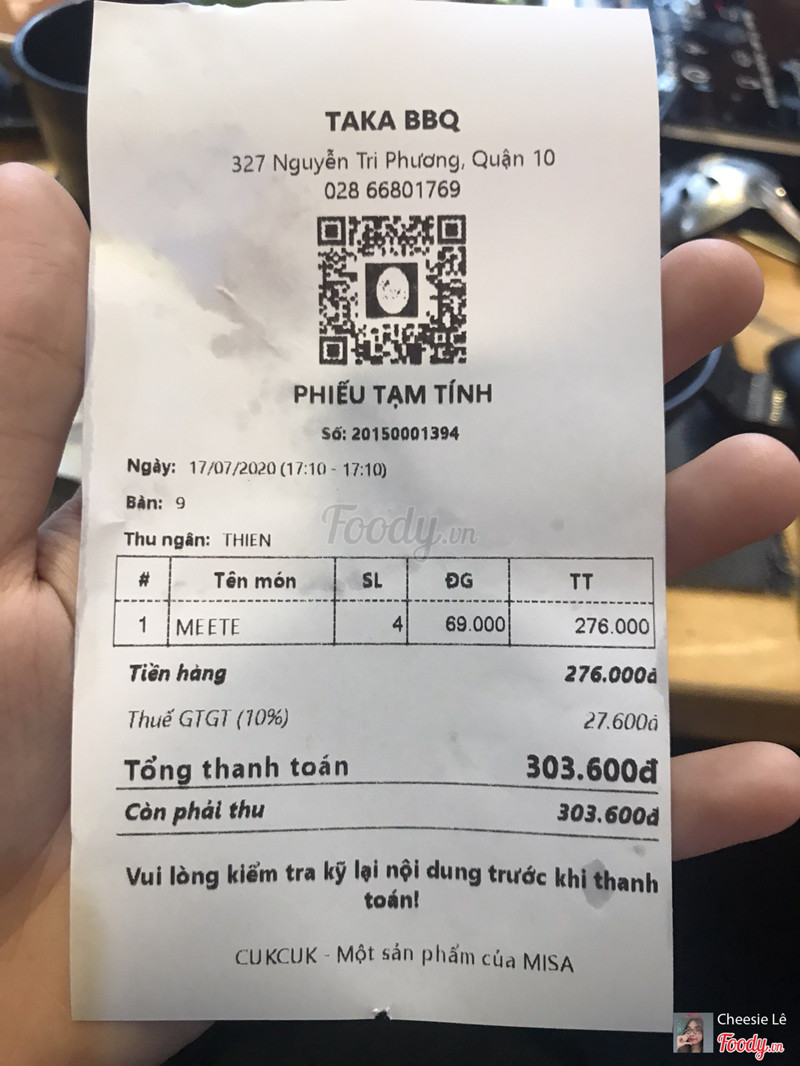 TAKA BBQ
327 Nguyễn Tri Phương, Quận 10
028 66801769
PHIẾU TẠM TÍNH
Số: 20150001394
Ngày: 17/07/2020 (17:10 - 17:10)
Bàn: 9
Foody.vn
Thu ngân: THIEN
# Tên món SL ĐG TT
1 MEETE 4 69.000 276.000
Tiền hàng 276.000đ
Thuế GTGT (10%) 27.600đ
Tổng thanh toán 303.600đ
Còn phải thu 303.600đ
Vui lòng kiểm tra kỹ lại nội dung trước khi thanh
toán!
CUKCUK - Một sản phẩm của MISA
Cheesie Lê
Foody.vn